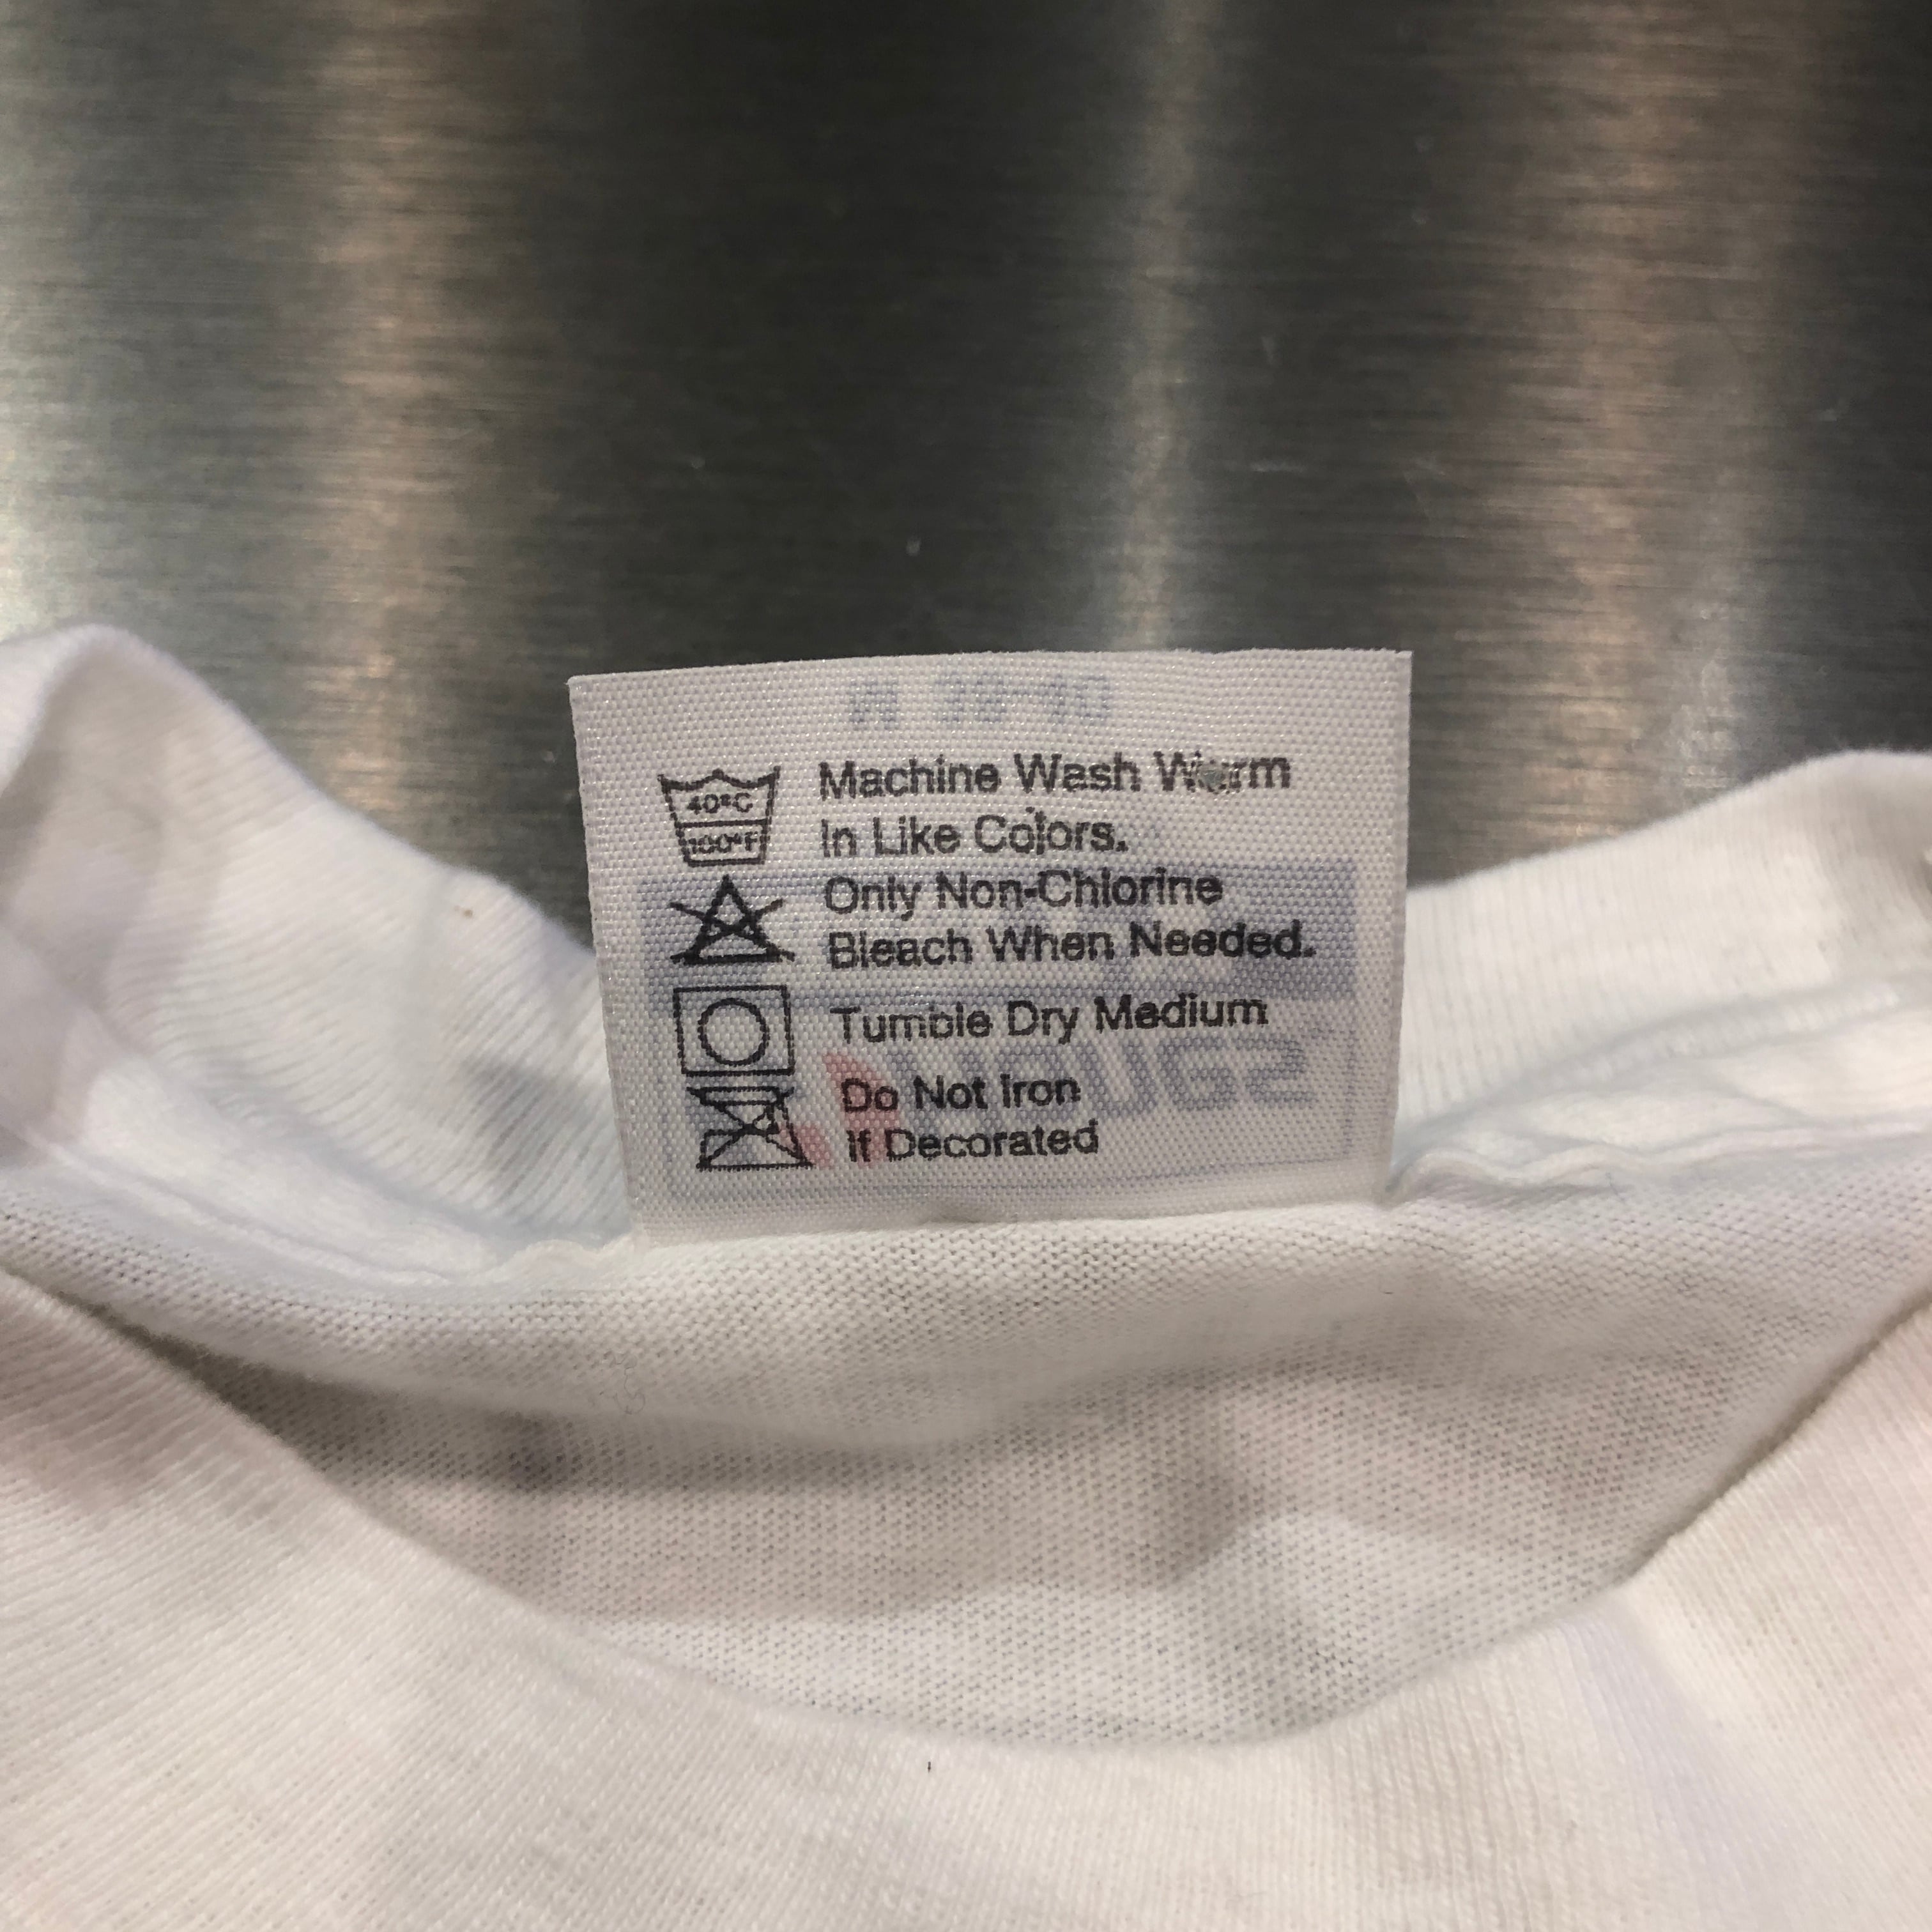 40°C
100°F
Machine Wash Warm
In Like Colors.
Only Non-Chlorine
Bleach When Needed.
Tumble Dry Medium
Do Not Iron
If Decorated